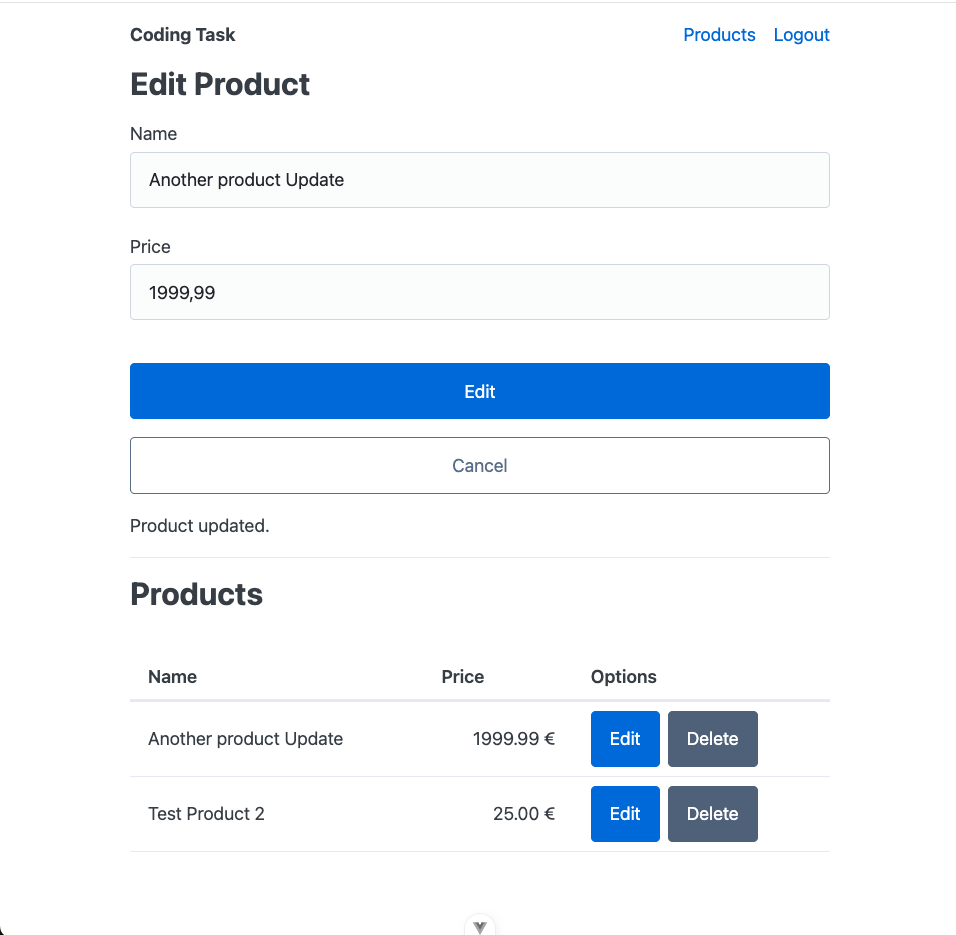 Coding Task Products Logout
Edit Product
Name
Another product Update
Price
1999,99
Edit
Cancel
Product updated.
Products
Name Price Options
Another product Update 1999.99 € Edit Delete
Test Product 2 25.00 € Edit Delete